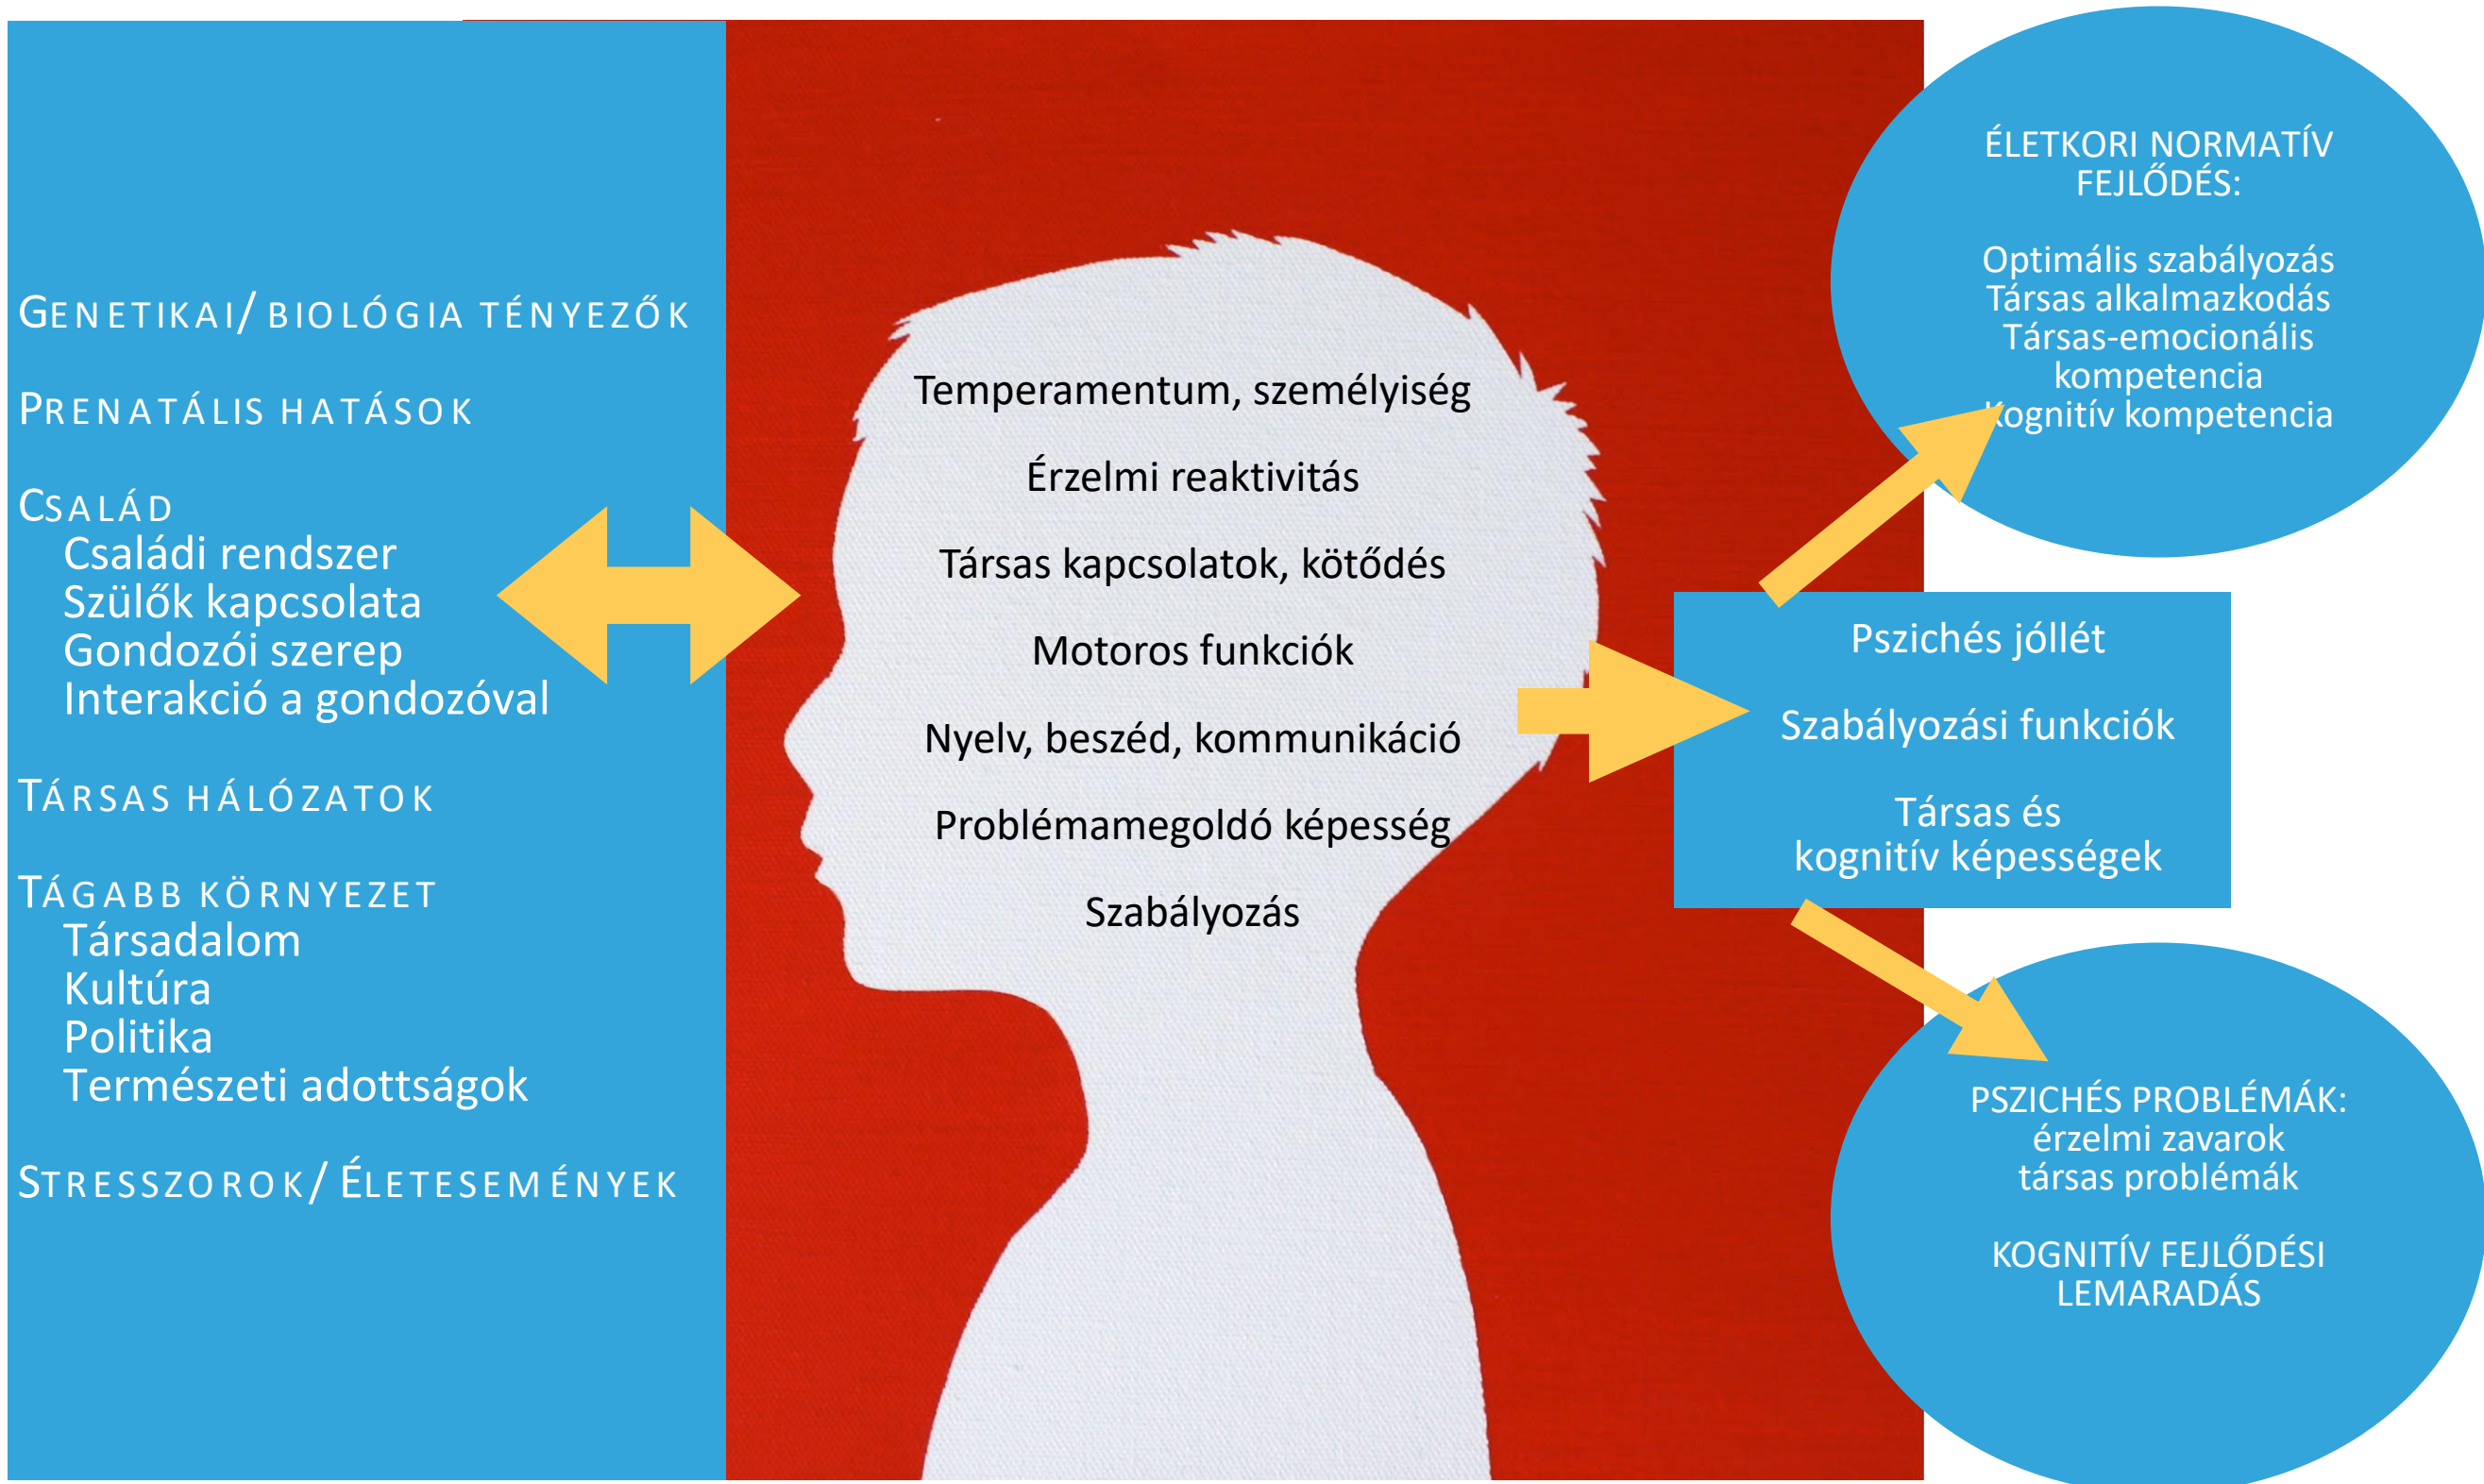 GENETIKAI/ BIOLÓGIA TÉNYEZŐK
PRENATÁLIS HATÁSOK
CSALÁD
Családi rendszer
Szülők kapcsolata
Gondozói szerep
Interakció a gondozóval
TÁRSAS HÁLÓZATOK
TÁGABB KÖRNYEZET
Társadalom
Kultúra
Politika
Természeti adottságok
STRESSZOROK/ ÉLETESEMÉNYEK
Temperamentum, személyiség
Érzelmi reaktivitás
Társas kapcsolatok, kötődés
Motoros funkciók
Nyelv, beszéd, kommunikáció
Problémamegoldó képesség
Szabályozás
Pszichés jóllét
Szabályozási funkciók
Társas és
kognitív képességek
ÉLETKORI NORMATÍV
FEJLŐDÉS:
Optimális szabályozás
Társas alkalmazkodás
Társas-emocionális
kompetencia
Kognitív kompetencia
PSZICHÉS PROBLÉMÁK:
érzelmi zavarok
társas problémák
KOGNITÍV FEJLŐDÉSI
LEMARADÁS